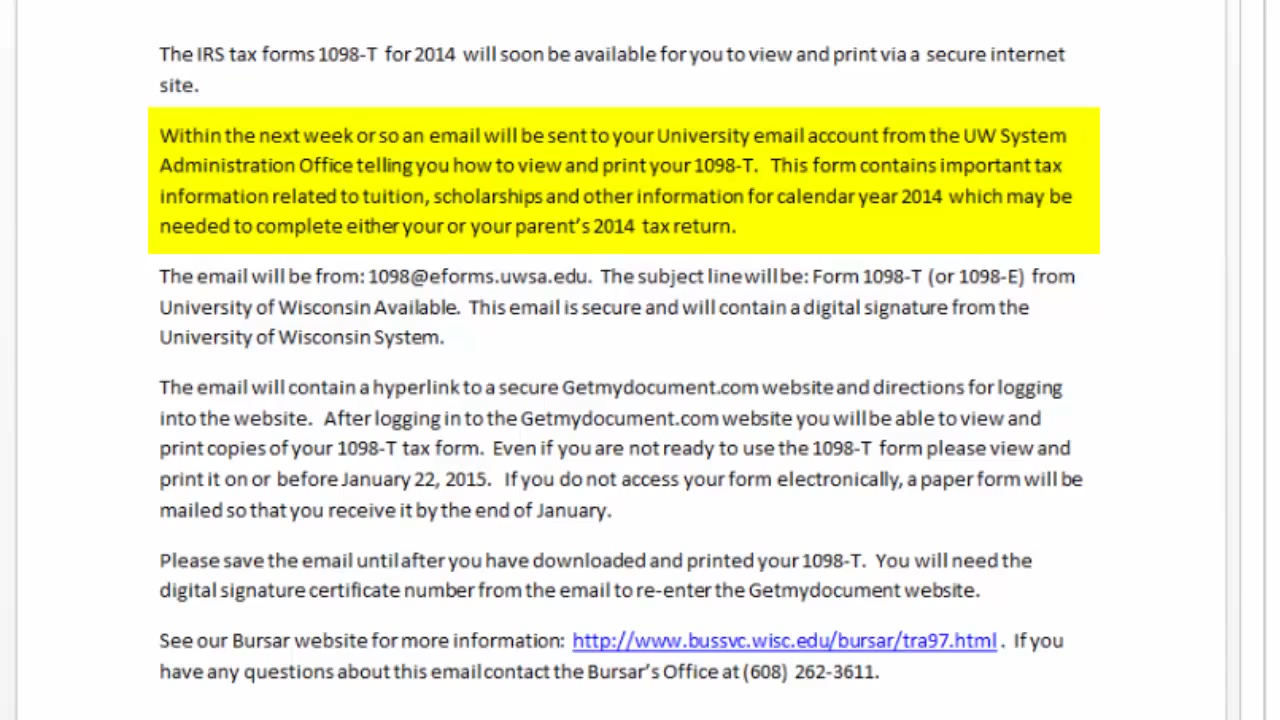 The IRS tax forms 1098-T for 2014 will soon be available for you to view and print via a secure internet
site.
Within the next week or so an email will be sent to your University email account from the UW System
Administration Office telling you how to view and print your 1098-T. This form contains important tax
information related to tuition, scholarships and other information for calendar year 2014 which may be
needed to complete either your or your parent's 2014 tax return.
The email will be from: 1098@eforms.uwsa.edu. The subject line will be: Form 1098-T (or 1098-E) from
University of Wisconsin Available. This email is secure and will contain a digital signature from the
University of Wisconsin System.
The email will contain a hyperlink to a secure Getmydocument.com website and directions for logging
into the website. After logging in to the Getmydocument.com website you will be able to view and
print copies of your 1098-T tax form. Even if you are not ready to use the 1098-T form please view and
print it on or before January 22, 2015. If you do not access your form electronically, a paper form will be
mailed so that you receive it by the end of January.
Please save the email until after you have downloaded and printed your 1098-T. You will need the
digital signature certificate number from the email to re-enter the Getmydocument website.
See our Bursar website for more information: http://www.bussvc.wisc.edu/bursar/tra97.html . If you
have any questions about this email contact the Bursar's Office at (608) 262-3611.